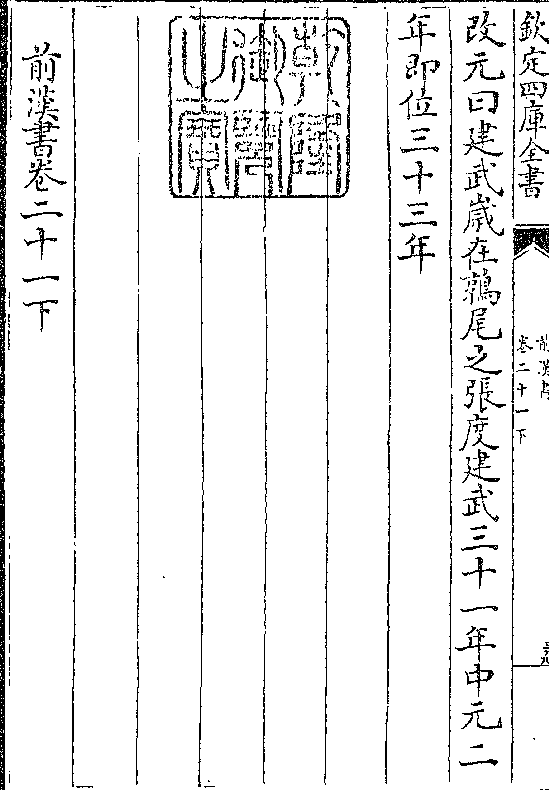 欽定四庫全書
前漢書
卷二十一下
改元曰建武歲在鶉尾之張度建武三十一年中元二
年即位三十三年
乾隆御覽之寶
前漢書卷二十一下